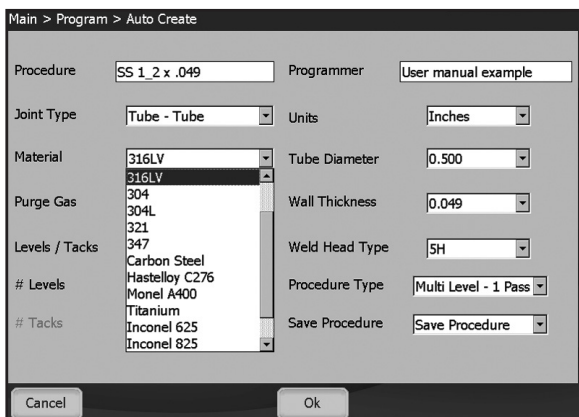 Main > Program > Auto Create
Procedure SS 1_2 x .049 Programmer User manual example
Joint Type Tube - Tube Units Inches
Material 316LV Tube Diameter 0.500
316LV
304
Purge Gas Wall Thickness 0.049
304L
321
347
Levels / Tacks Weld Head Type 5H
Carbon Steel
Hastelloy C276
# Levels Procedure Type Multi Level - 1 Pass
Monel A400
Titanium
# Tacks Save Procedure Save Procedure
Inconel 625
Inconel 825
Cancel Ok